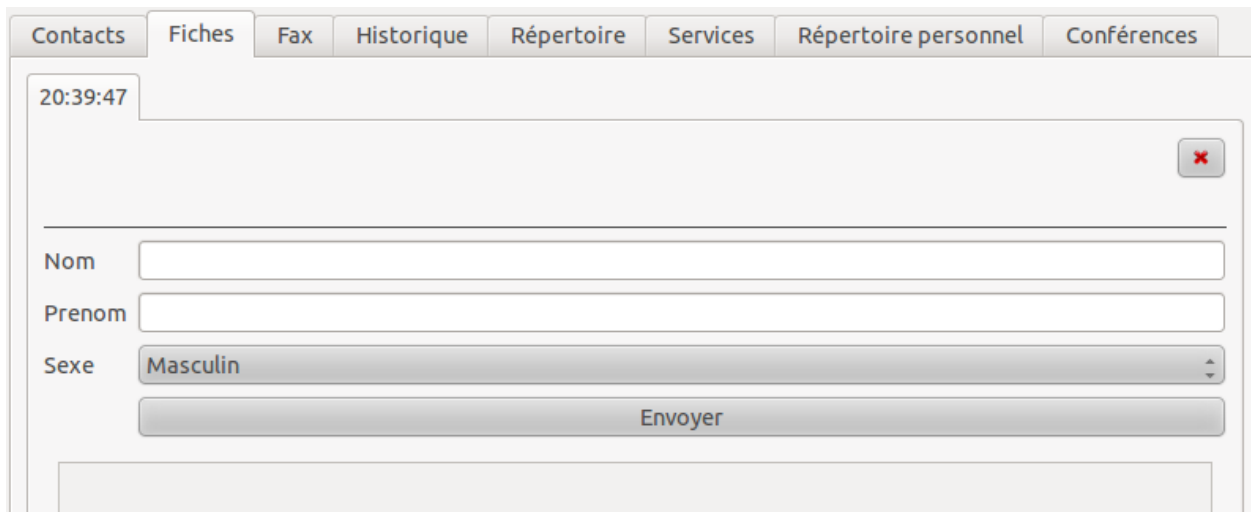 Contacts Fiches Fax Historique Répertoire Services Répertoire personnel Conférences
20:39:47
Nom
Prenom
Sexe Masculin
Envoyer